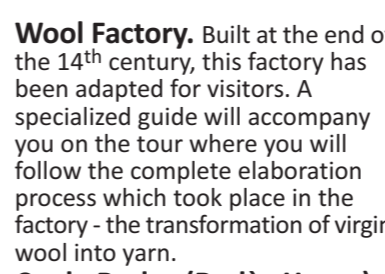 Wool Factory. Built at the end of
the 14th century, this factory has
been adapted for visitors. A
specialized guide will accompany
you on the tour where you will
follow the complete elaboration
process which took place in the
factory - the transformation of virgin
wool into yarn.